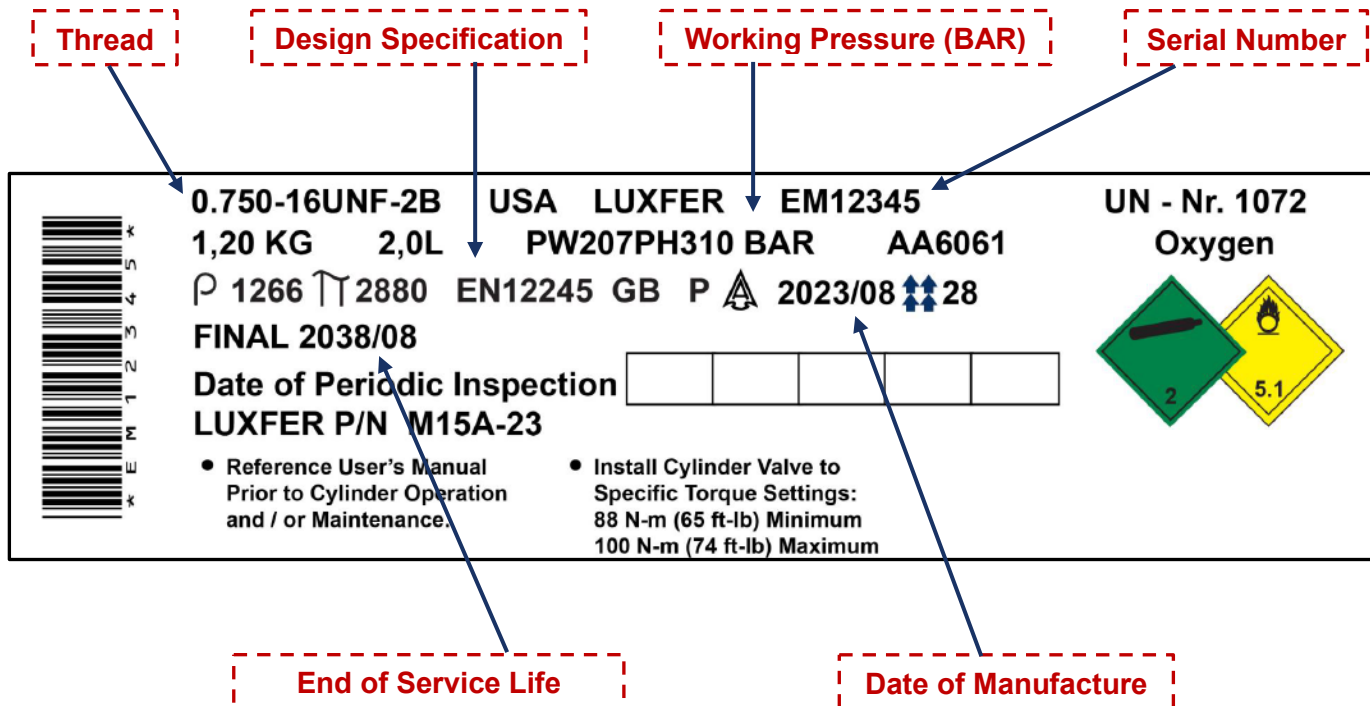 Thread Design Specification Working Pressure (BAR) Serial Number
0.750-16UNF-2B USA LUXFER EM12345 UN - Nr. 1072
1,20 KG 2,0L PW207PH310 BAR AA6061 Oxygen
1266 2880 EN12245 GB P 2023/08 28
FINAL 2038/08
Date of Periodic Inspection
LUXFER P/N M15A-23
2 5.1
• Reference User's Manual
Prior to Cylinder Operation
and / or Maintenance.
• Install Cylinder Valve to
Specific Torque Settings:
88 N-m (65 ft-lb) Minimum
100 N-m (74 ft-lb) Maximum
*EM12345*
End of Service Life Date of Manufacture